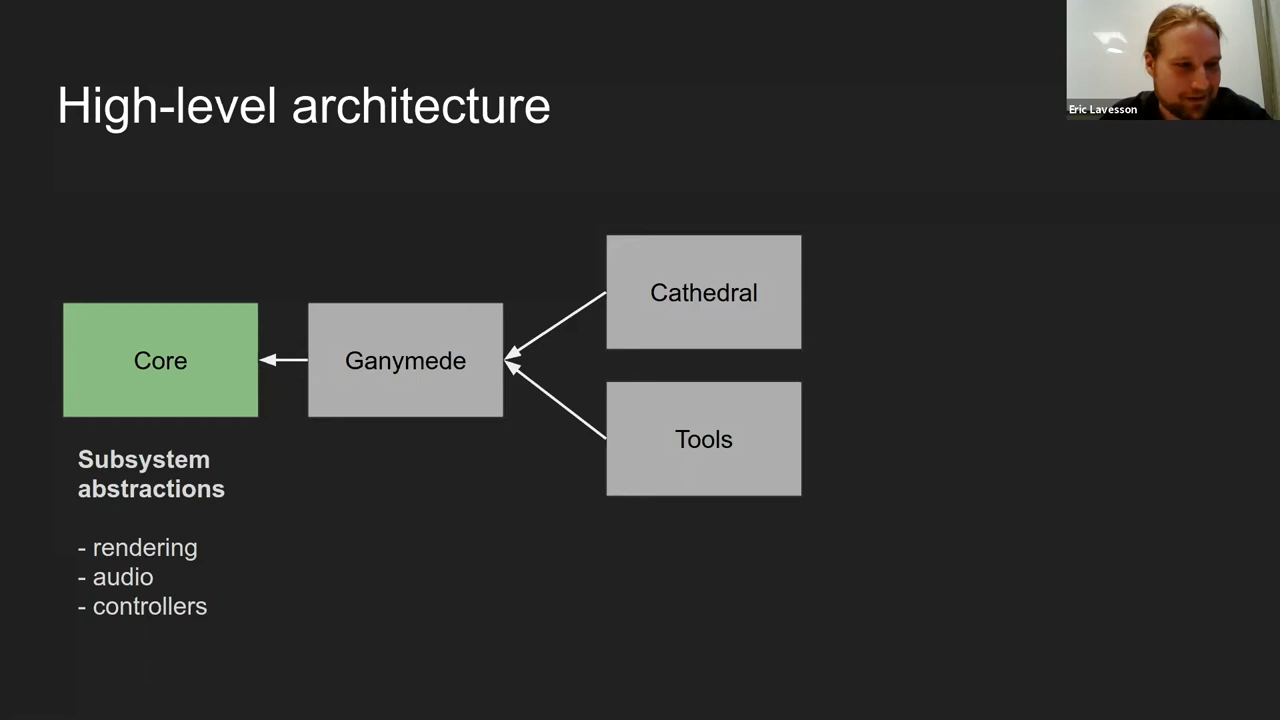 High-level architecture
Eric Lavesson
Cathedral
Core
Ganymede
Tools
Subsystem
abstractions
- rendering
- audio
- controllers